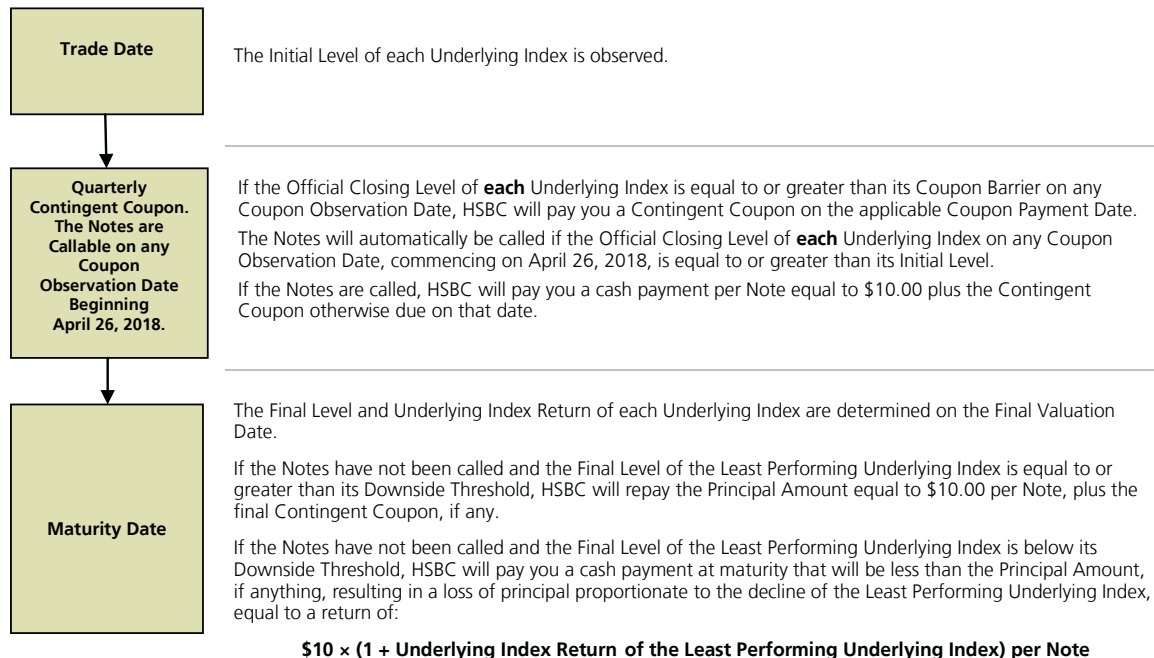 Trade Date
The Initial Level of each Underlying Index is observed.
Quarterly
Contingent Coupon.
The Notes are
Callable on any
Coupon
Observation Date
Beginning
April 26, 2018.
If the Official Closing Level of each Underlying Index is equal to or greater than its Coupon Barrier on any
Coupon Observation Date, HSBC will pay you a Contingent Coupon on the applicable Coupon Payment Date.
The Notes will automatically be called if the Official Closing Level of each Underlying Index on any Coupon
Observation Date, commencing on April 26, 2018, is equal to or greater than its Initial Level.
If the Notes are called, HSBC will pay you a cash payment per Note equal to $10.00 plus the Contingent
Coupon otherwise due on that date.
Maturity Date
The Final Level and Underlying Index Return of each Underlying Index are determined on the Final Valuation
Date.
If the Notes have not been called and the Final Level of the Least Performing Underlying Index is equal to or
greater than its Downside Threshold, HSBC will repay the Principal Amount equal to $10.00 per Note, plus the
final Contingent Coupon, if any.
If the Notes have not been called and the Final Level of the Least Performing Underlying Index is below its
Downside Threshold, HSBC will pay you a cash payment at maturity that will be less than the Principal Amount,
if anything, resulting in a loss of principal proportionate to the decline of the Least Performing Underlying Index,
equal to a return of:
$10 × (1 + Underlying Index Return of the Least Performing Underlying Index) per Note